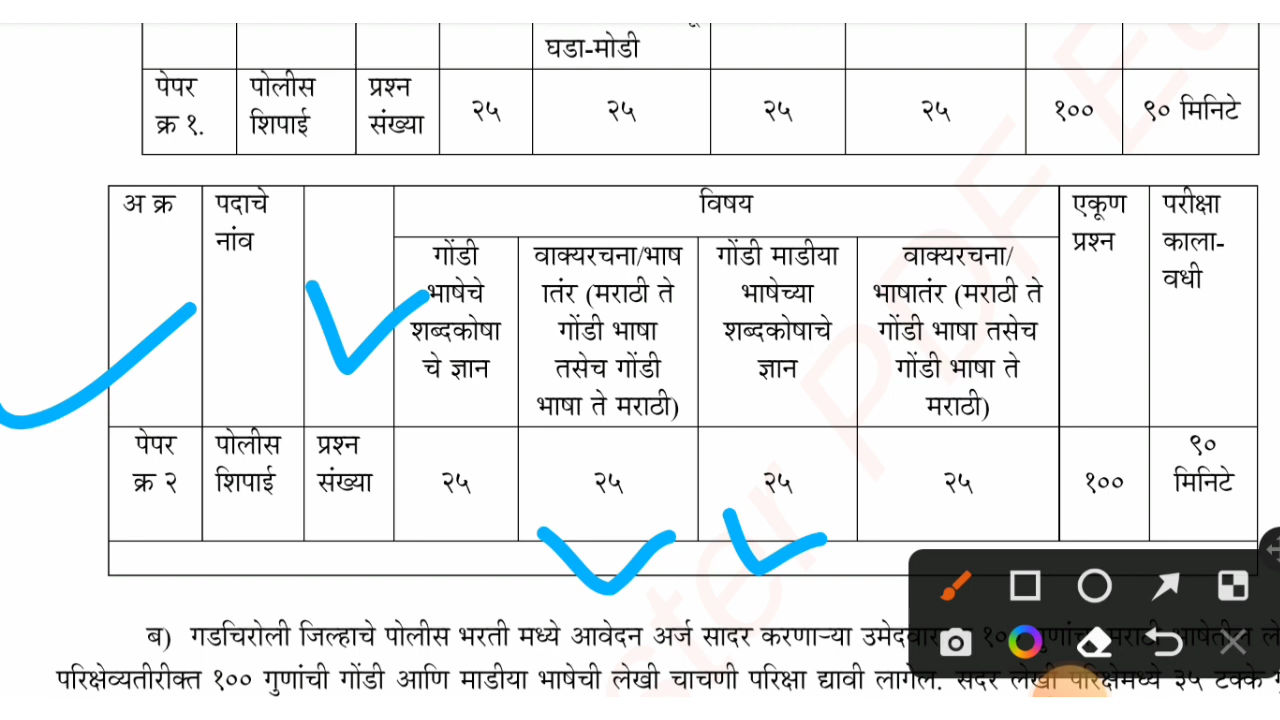 घडा-मोडी
पेपर क्र १. पोलीस शिपाई प्रश्न संख्या २५ २५ २५ २५ १०० ९० मिनिटे
अ क्र पदाचे नांव विषय एकूण प्रश्न परीक्षा काला-वधी
गोंडी
भाषेचे
शब्दकोषा
चे ज्ञान
वाक्यरचना/भाष
ातंर (मराठी ते
गोंडी भाषा
तसेच गोंडी
भाषा ते मराठी)
गोंडी माडीया
भाषेच्या
शब्दकोषाचे
ज्ञान
वाक्यरचना/
भाषातंर (मराठी ते
गोंडी भाषा तसेच
गोंडी भाषा ते
मराठी)
पेपर क्र २ पोलीस शिपाई प्रश्न संख्या २५ २५ २५ २५ १०० ९० मिनिटे
ब) गडचिरोली जिल्हाचे पोलीस भरती मध्ये आवेदन अर्ज सादर करणाऱ्या
परिक्षेव्यतीरीक्त १०० गुणांची गोंडी आणि माडीया भाषेची लेखी चाचणी परिक्षा द्यावी लागेल. सदर लेखी परिक्षेमध्ये ३५ टक्के